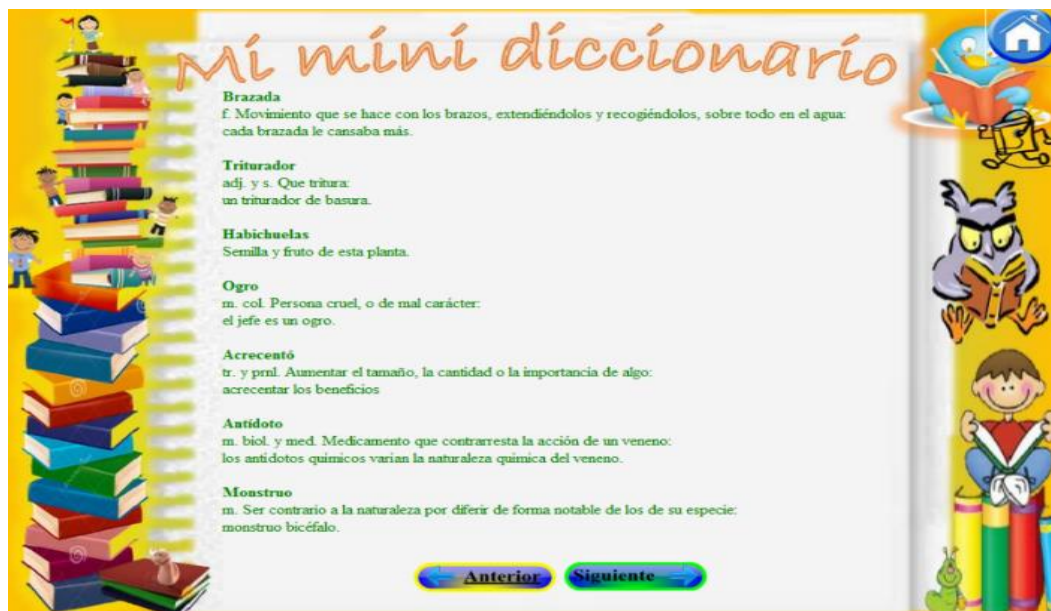 Mi mini diccionario
Brazada
f. Movimiento que se hace con los brazos, extendiéndolos y recogiéndolos, sobre todo en el agua:
cada brazada le cansaba más.
Triturador
adj. y s. Que tritura:
un triturador de basura.
Habichuelas
Semilla y fruto de esta planta.
Ogro
m. col. Persona cruel, o de mal carácter:
el jefe es un ogro.
Acrecentó
tr. y prnl. Aumentar el tamaño, la cantidad o la importancia de algo:
acrecentar los beneficios
Antídoto
m. biol. y med. Medicamento que contrarresta la acción de un veneno:
los antídotos químicos varían la naturaleza química del veneno.
Monstruo
m. Ser contrario a la naturaleza por diferir de forma notable de los de su especie:
monstruo bicéfalo.
Anterior
Siguiente